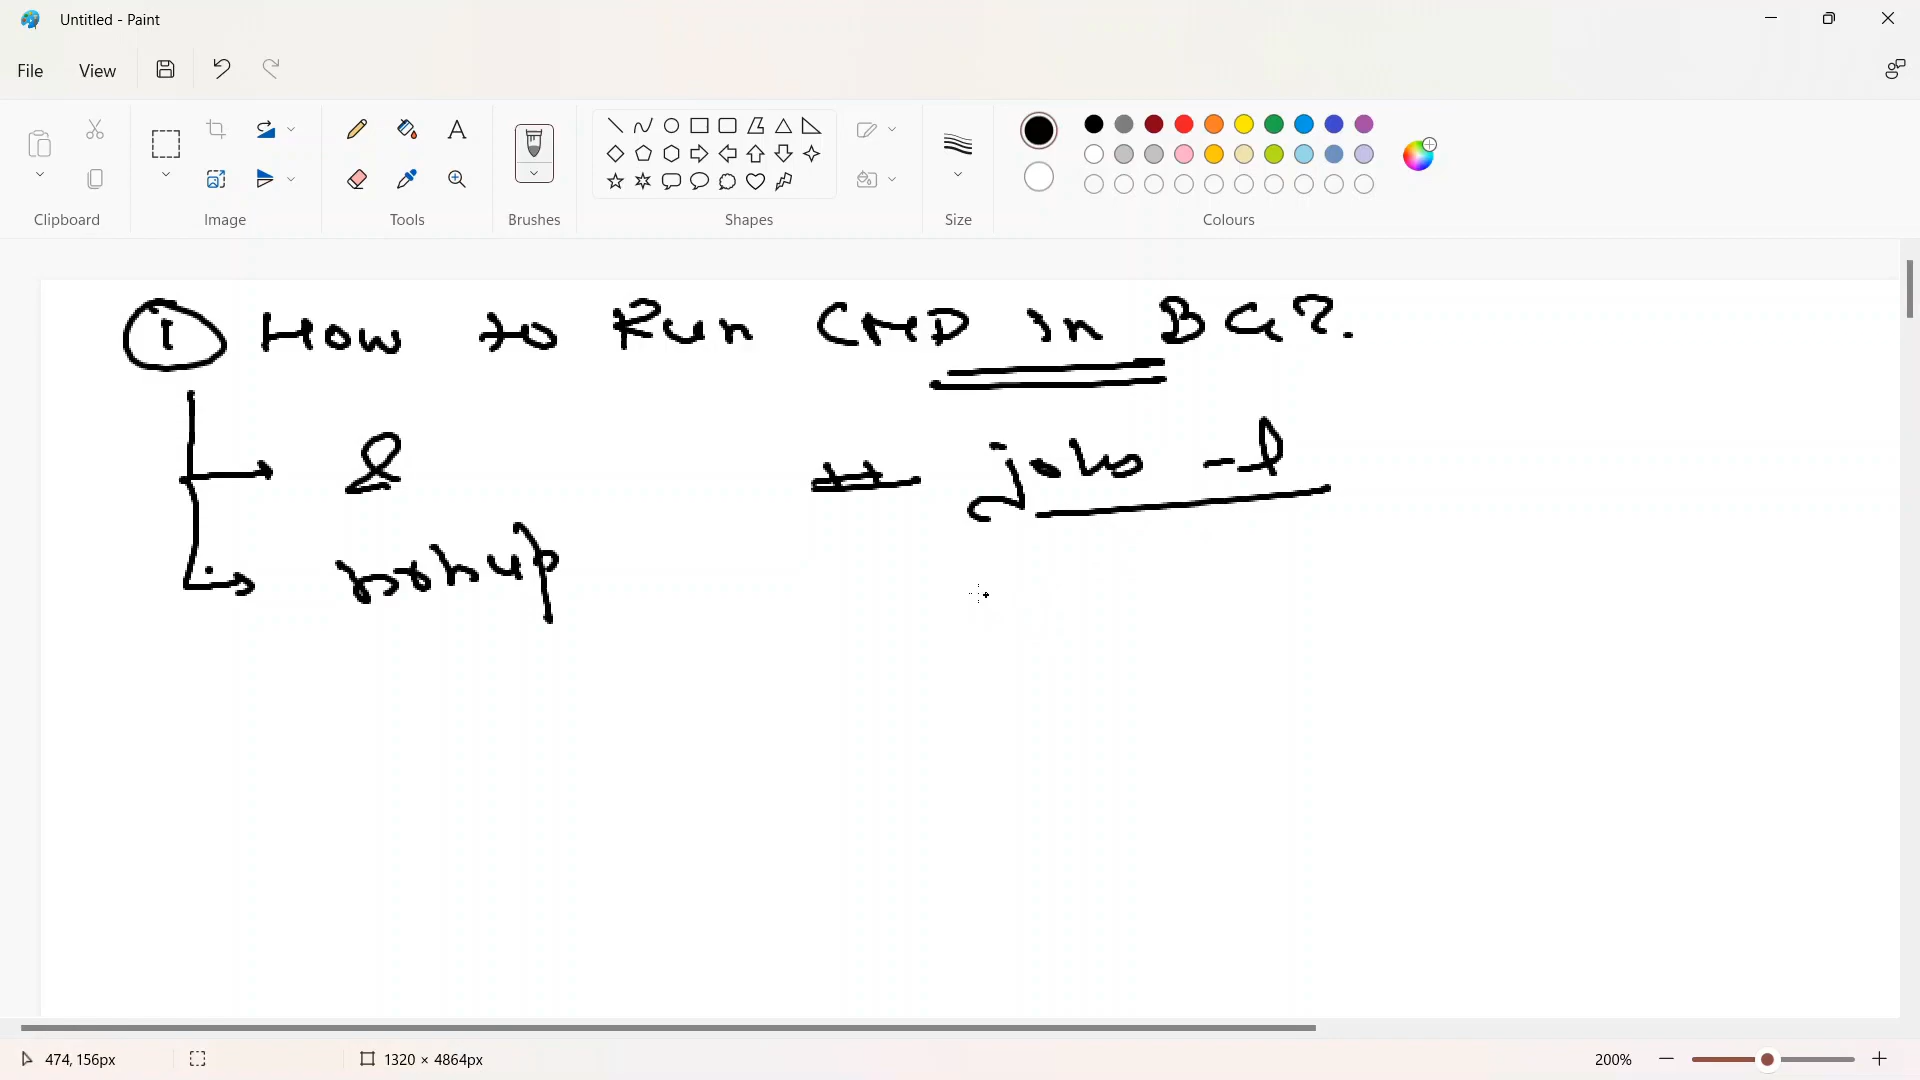 Untitled - Paint
File View
Clipboard Image Tools Brushes Shapes Size Colours
A
① How to Run CMD in BG?.
→ & jobs -l
→ nohup
474, 156px 1320 × 4864px 200%